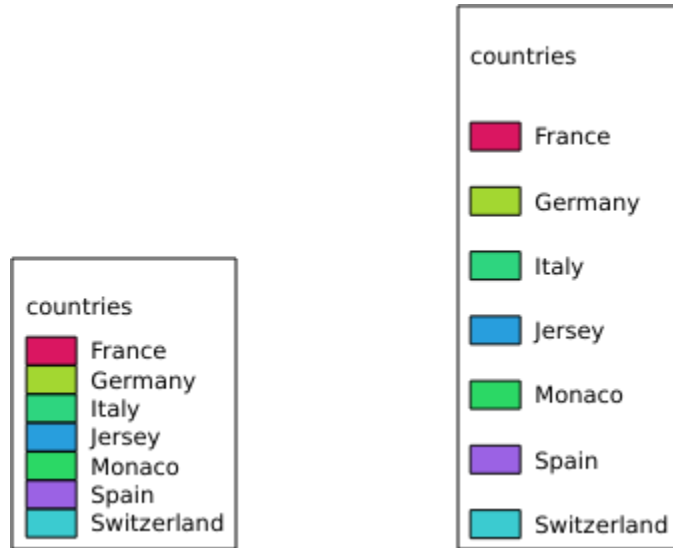 countries
France
Germany
Italy
Jersey
Monaco
Spain
Switzerland
countries
France
Germany
Italy
Jersey
Monaco
Spain
Switzerland